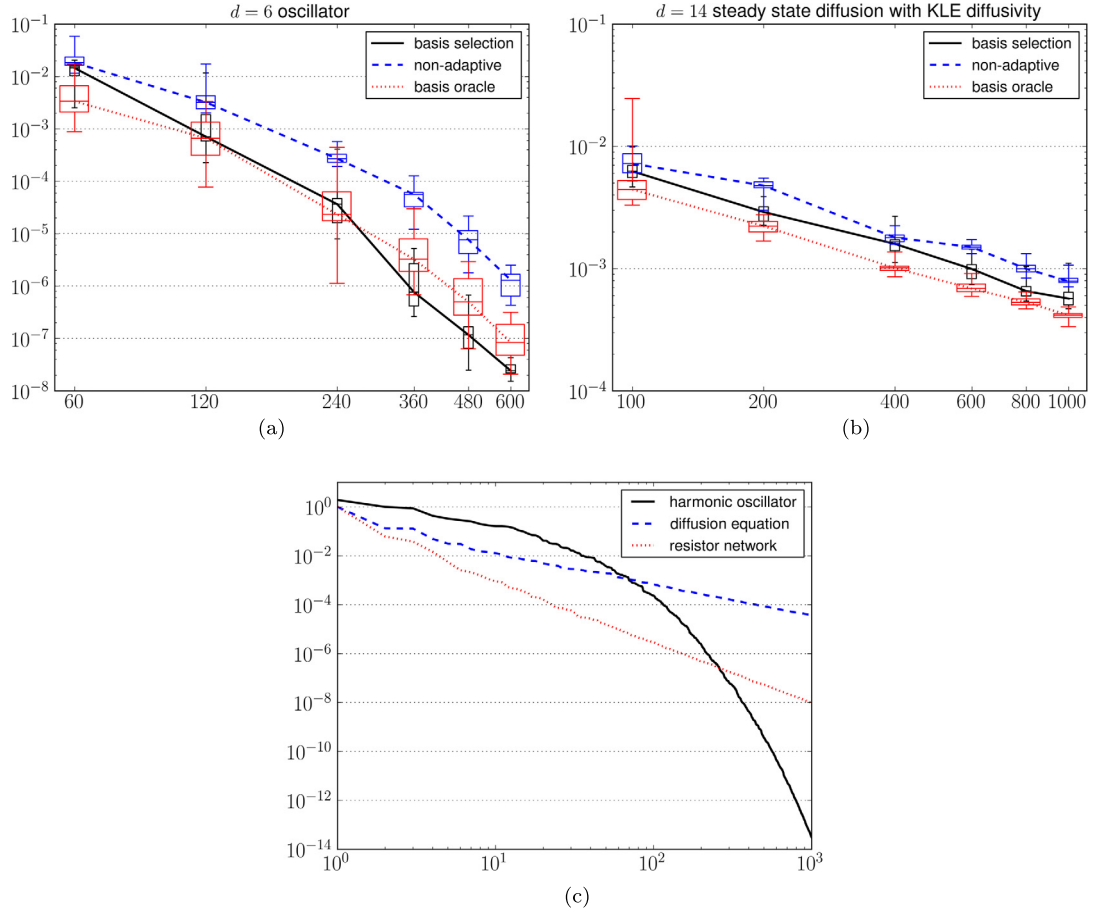 d = 6 oscillator
basis selection
non-adaptive
basis oracle
10^{-1}
10^{-2}
10^{-3}
10^{-4}
10^{-5}
10^{-6}
10^{-7}
10^{-8}
60 120 240 360 480 600
(a)
d = 14 steady state diffusion with KLE diffusivity
basis selection
non-adaptive
basis oracle
10^{-1}
10^{-2}
10^{-3}
10^{-4}
100 200 400 600 800 1000
(b)
harmonic oscillator
diffusion equation
resistor network
10^{0}
10^{-2}
10^{-4}
10^{-6}
10^{-8}
10^{-10}
10^{-12}
10^{-14}
10^{0} 10^{1} 10^{2} 10^{3}
(c)